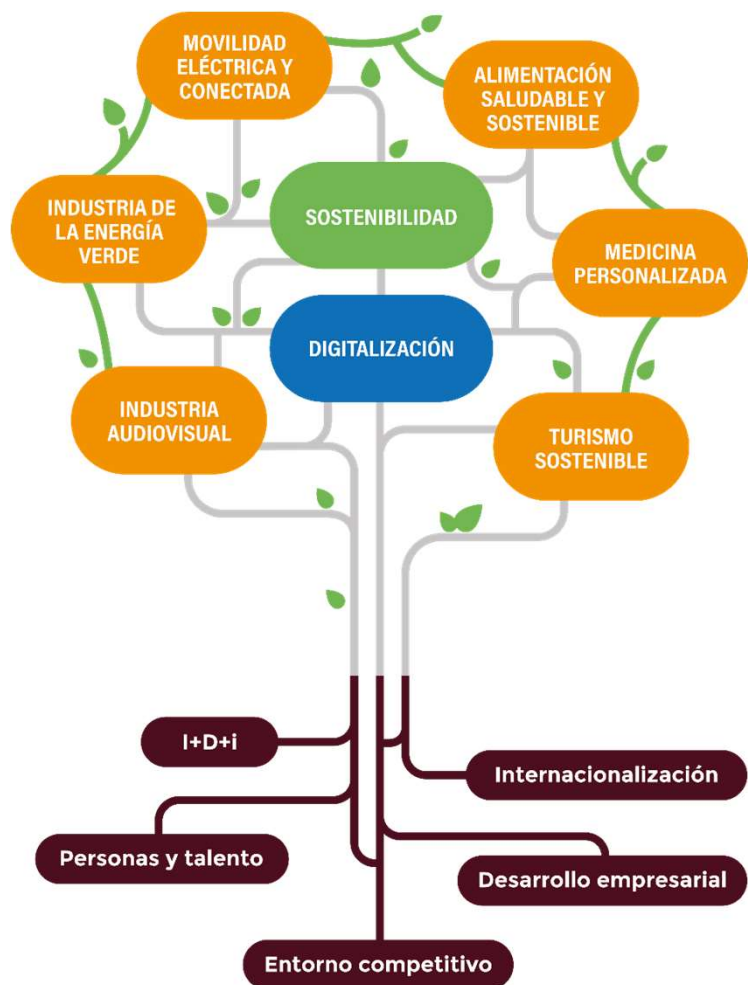 MOVILIDAD
ELÉCTRICA Y
CONECTADA
ALIMENTACIÓN
SALUDABLE Y
SOSTENIBLE
INDUSTRIA DE
LA ENERGÍA
VERDE
SOSTENIBILIDAD
MEDICINA
PERSONALIZADA
DIGITALIZACIÓN
INDUSTRIA
AUDIOVISUAL
TURISMO
SOSTENIBLE
I+D+i
Internacionalización
Personas y talento
Desarrollo empresarial
Entorno competitivo